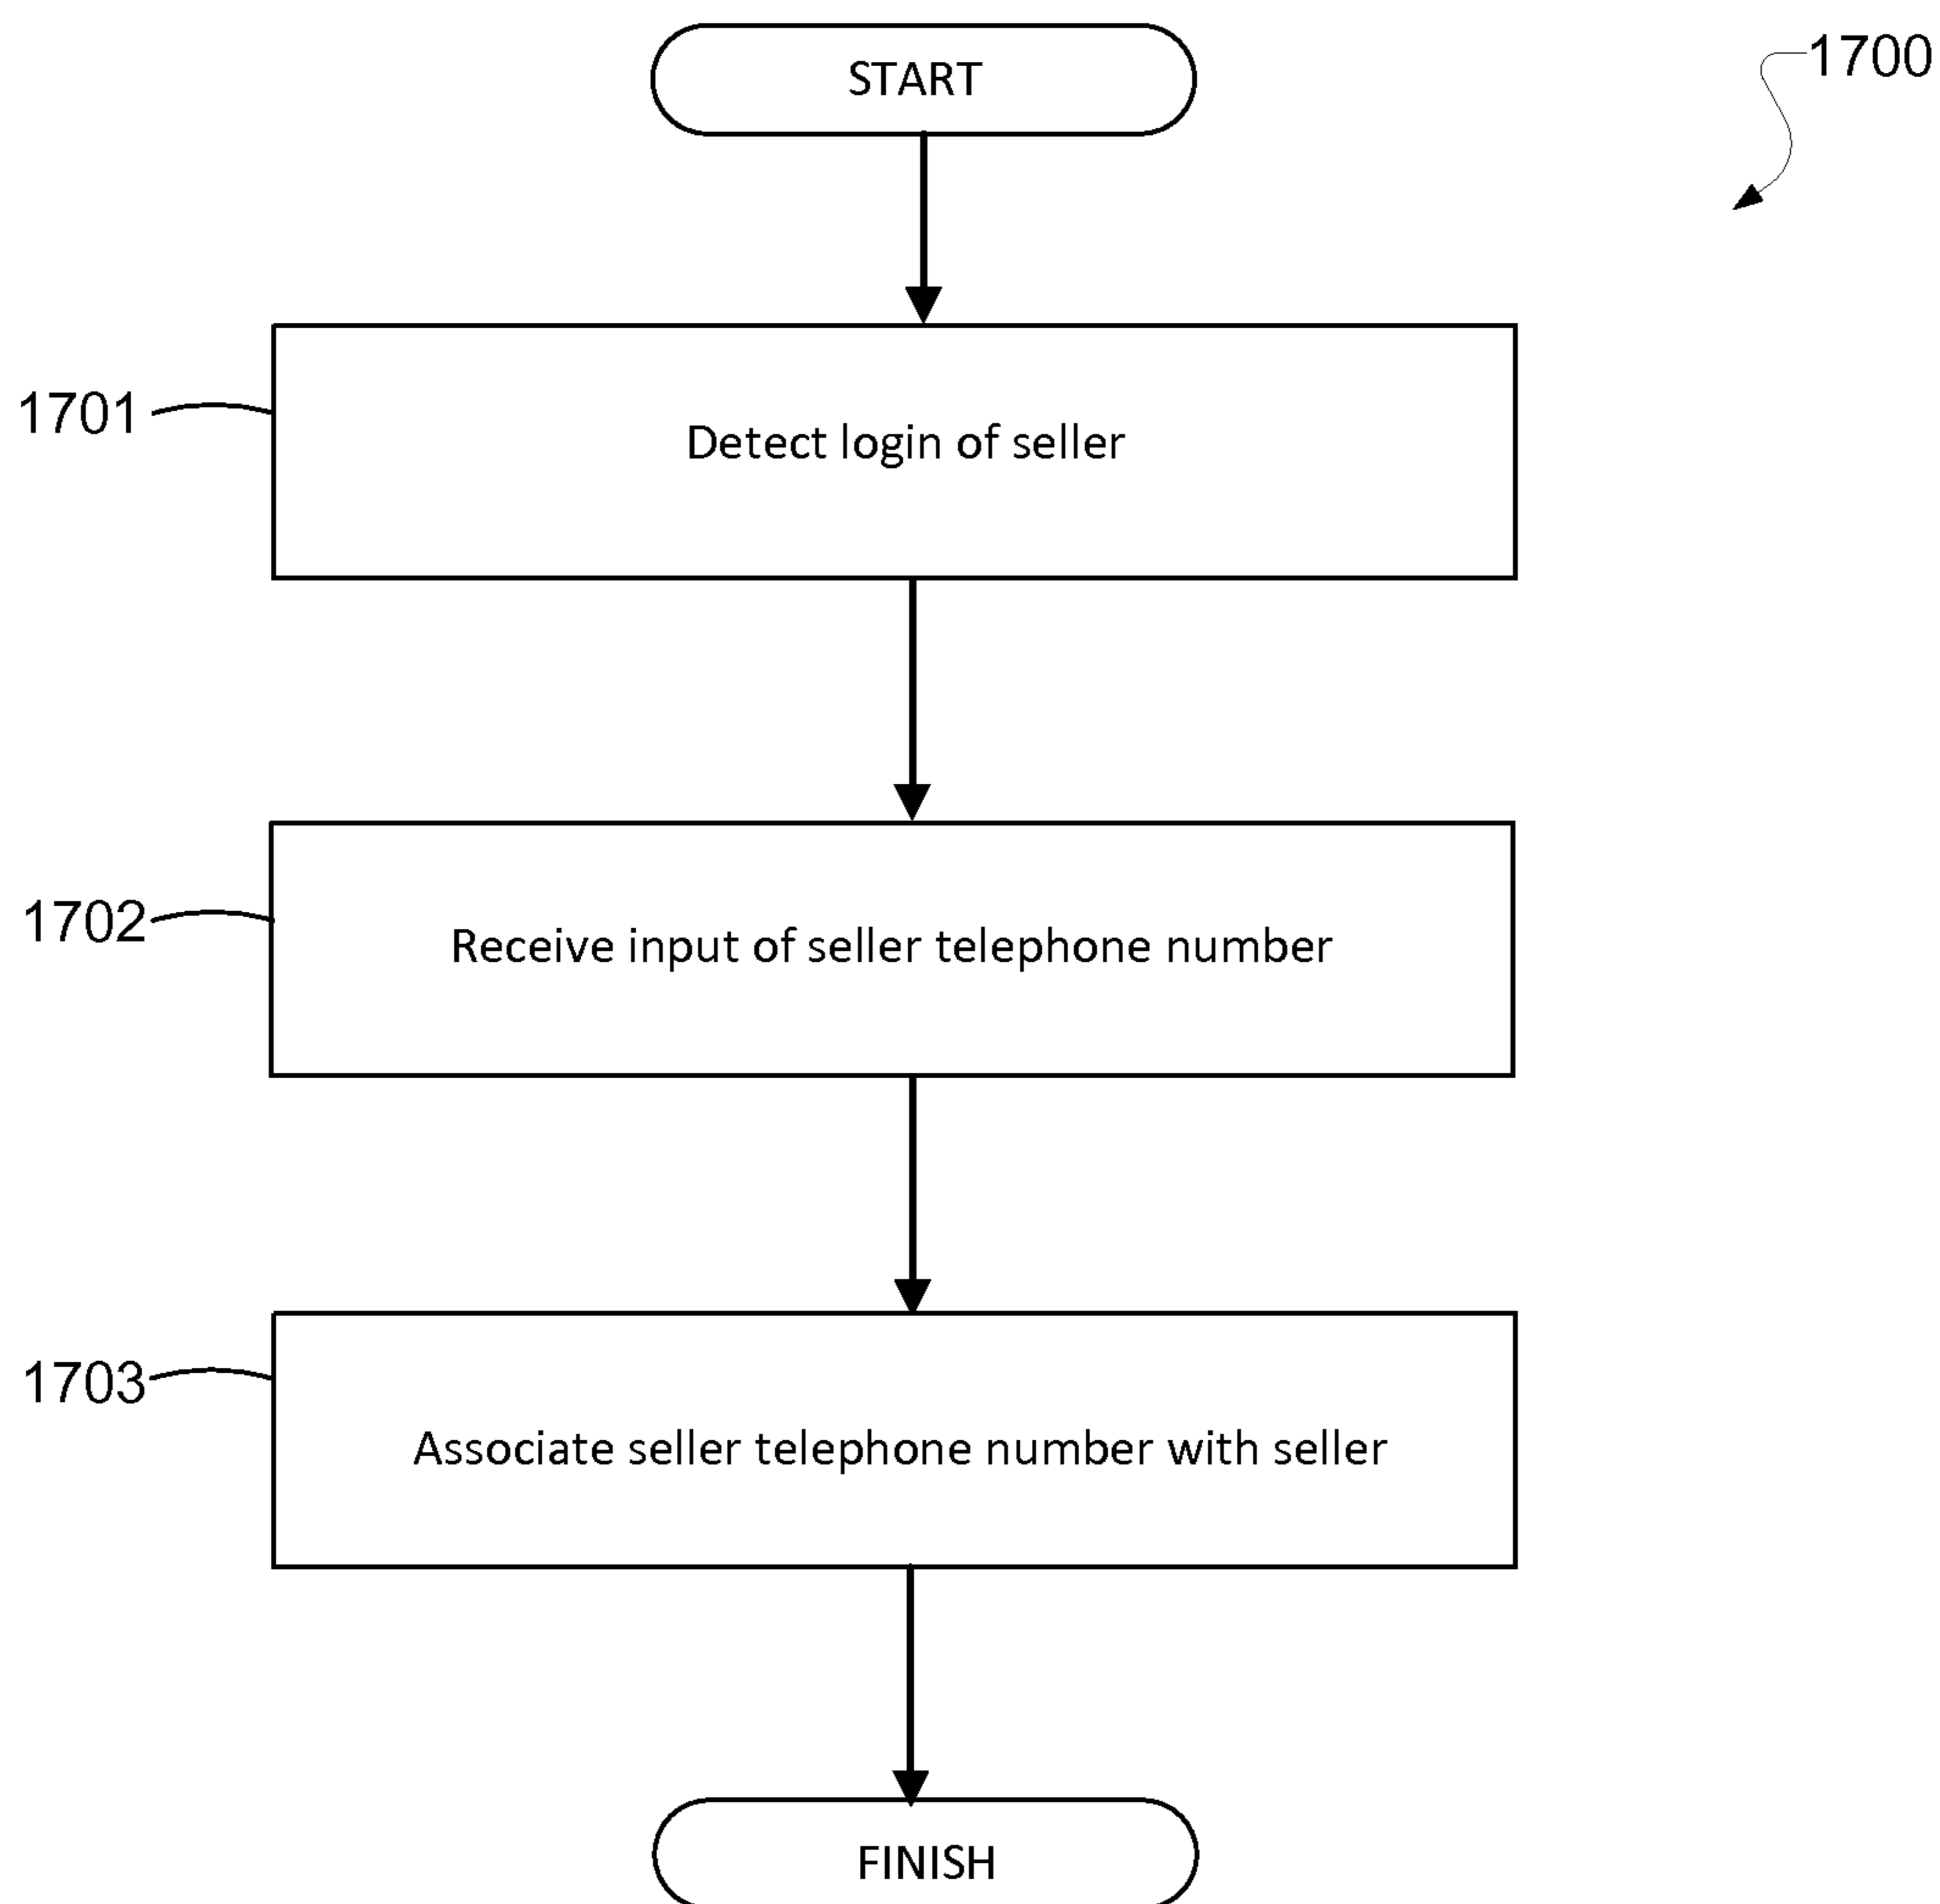 START
1700
1701
Detect login of seller
1702
Receive input of seller telephone number
1703
Associate seller telephone number with seller
FINISH